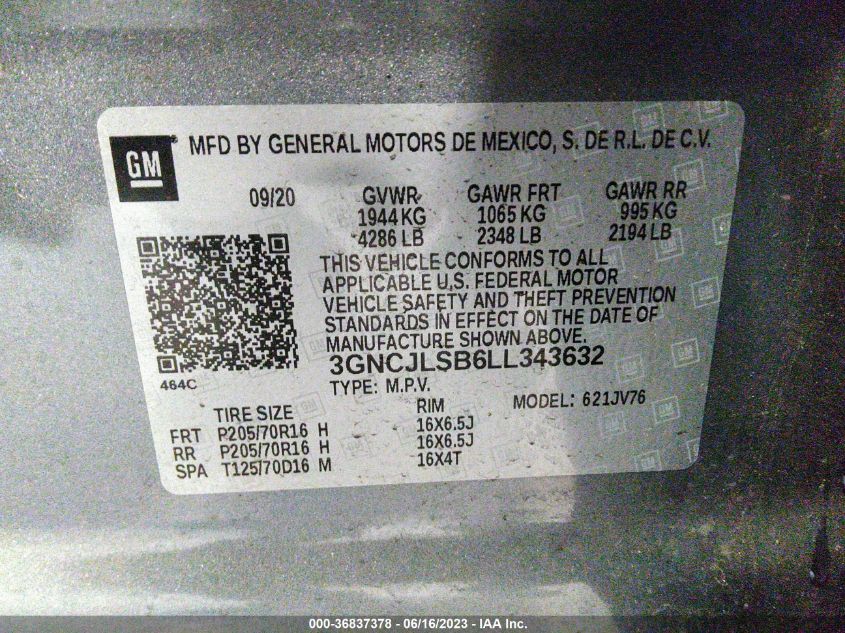 GM
® MFD BY GENERAL MOTORS DE MEXICO, S. DE R.L. DE C.V.
09/20 GVWR GAWR FRT GAWR RR
1944 KG 1065 KG 995 KG
4286 LB 2348 LB 2194 LB
THIS VEHICLE CONFORMS TO ALL
APPLICABLE U.S. FEDERAL MOTOR
VEHICLE SAFETY AND THEFT PREVENTION
STANDARDS IN EFFECT ON THE DATE OF
MANUFACTURE SHOWN ABOVE.
3GNCJLSB6LL343632
464C
TYPE: M.P.V. MODEL: 621JV76
TIRE SIZE RIM
FRT P205/70R16 H 16X6.5J
RR P205/70R16 H 16X6.5J
SPA T125/70D16 M 16X4T
000-36837378 - 06/16/2023 - IAA Inc.